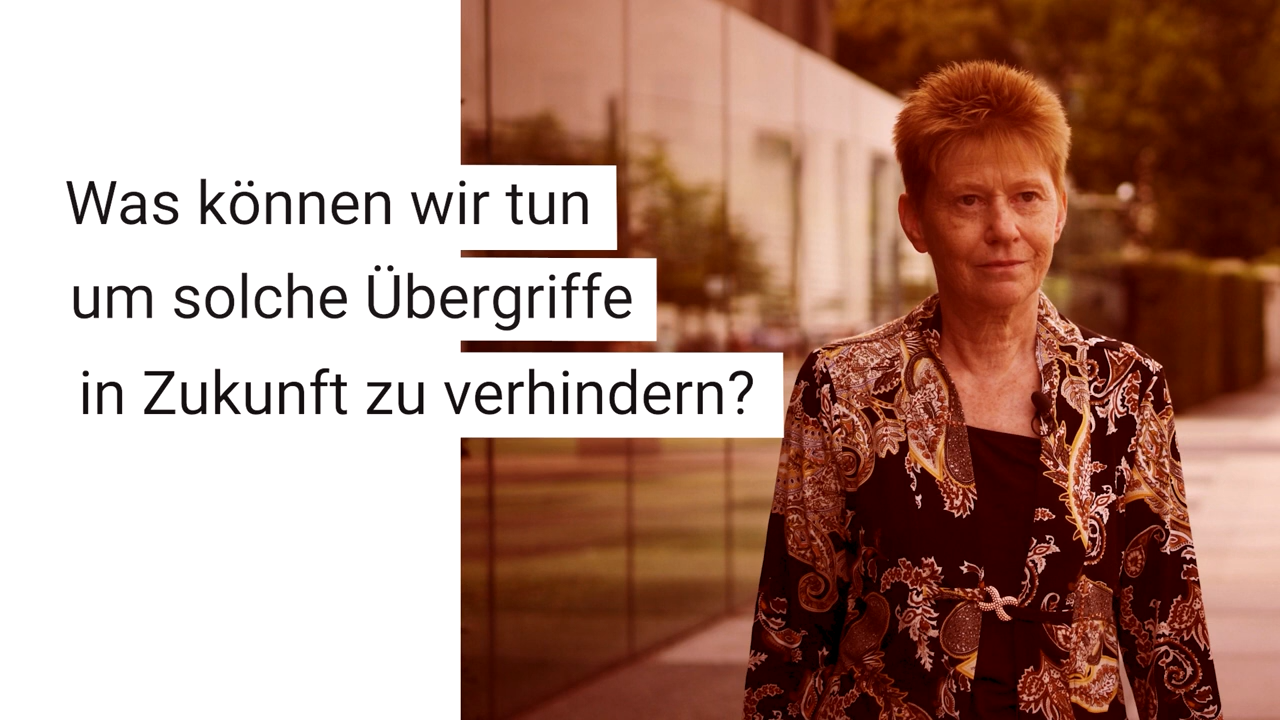 Was können wir tun
um solche Übergriffe
in Zukunft zu verhindern?